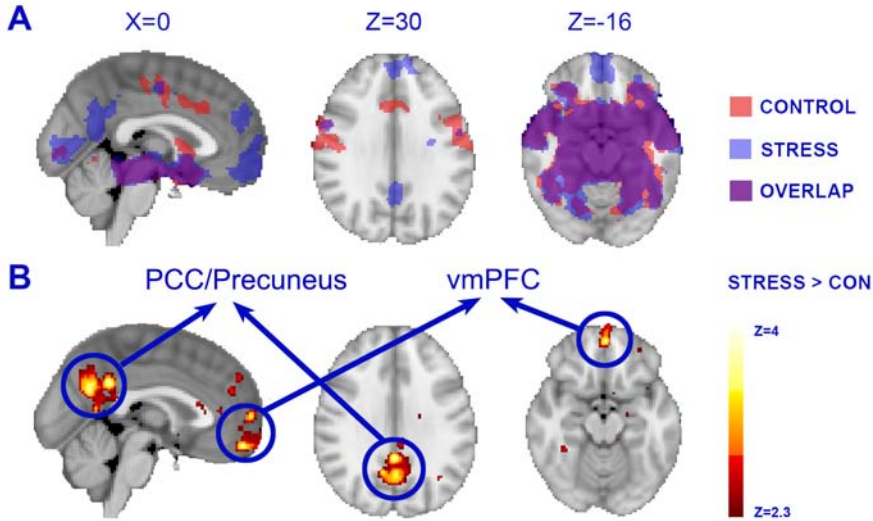 A
X=0
Z=30
Z=-16
CONTROL
STRESS
OVERLAP
B
PCC/Precuneus
vmPFC
STRESS > CON
Z=4
Z=2.3